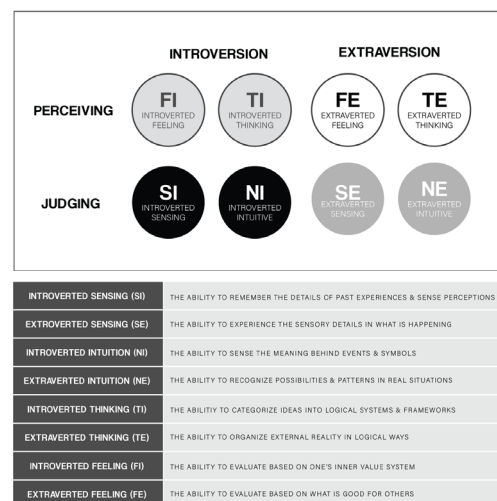 INTROVERSION EXTRAVERSION
PERCEIVING
FI TI FE TE
INTROVERTED INTROVERTED EXTRAVERTED EXTRAVERTED
FEELING THINKING FEELING THINKING
JUDGING
SI NI SE NE
INTROVERTED INTROVERTED EXTRAVERTED EXTRAVERTED
SENSING INTUITIVE SENSING INTUITIVE
INTROVERTED SENSING (SI) THE ABILITY TO REMEMBER THE DETAILS OF PAST EXPERIENCES & SENSE PERCEPTIONS
EXTROVERTED SENSING (SE) THE ABILITY TO EXPERIENCE THE SENSORY DETAILS IN WHAT IS HAPPENING
INTROVERTED INTUITION (NI) THE ABILITY TO SENSE THE MEANING BEHIND EVENTS & SYMBOLS
EXTRAVERTED INTUITION (NE) THE ABILITY TO RECOGNIZE POSSIBILITIES & PATTERNS IN REAL SITUATIONS
INTROVERTED THINKING (TI) THE ABILITIY TO CATEGORIZE IDEAS INTO LOGICAL SYSTEMS & FRAMEWORKS
EXTRAVERTED THINKING (TE) THE ABILITY TO ORGANIZE EXTERNAL REALITY IN LOGICAL WAYS
INTROVERTED FEELING (FI) THE ABILITY TO EVALUATE BASED ON ONE'S INNER VALUE SYSTEM
EXTRAVERTED FEELING (FE) THE ABILITY TO EVALUATE BASED ON WHAT IS GOOD FOR OTHERS